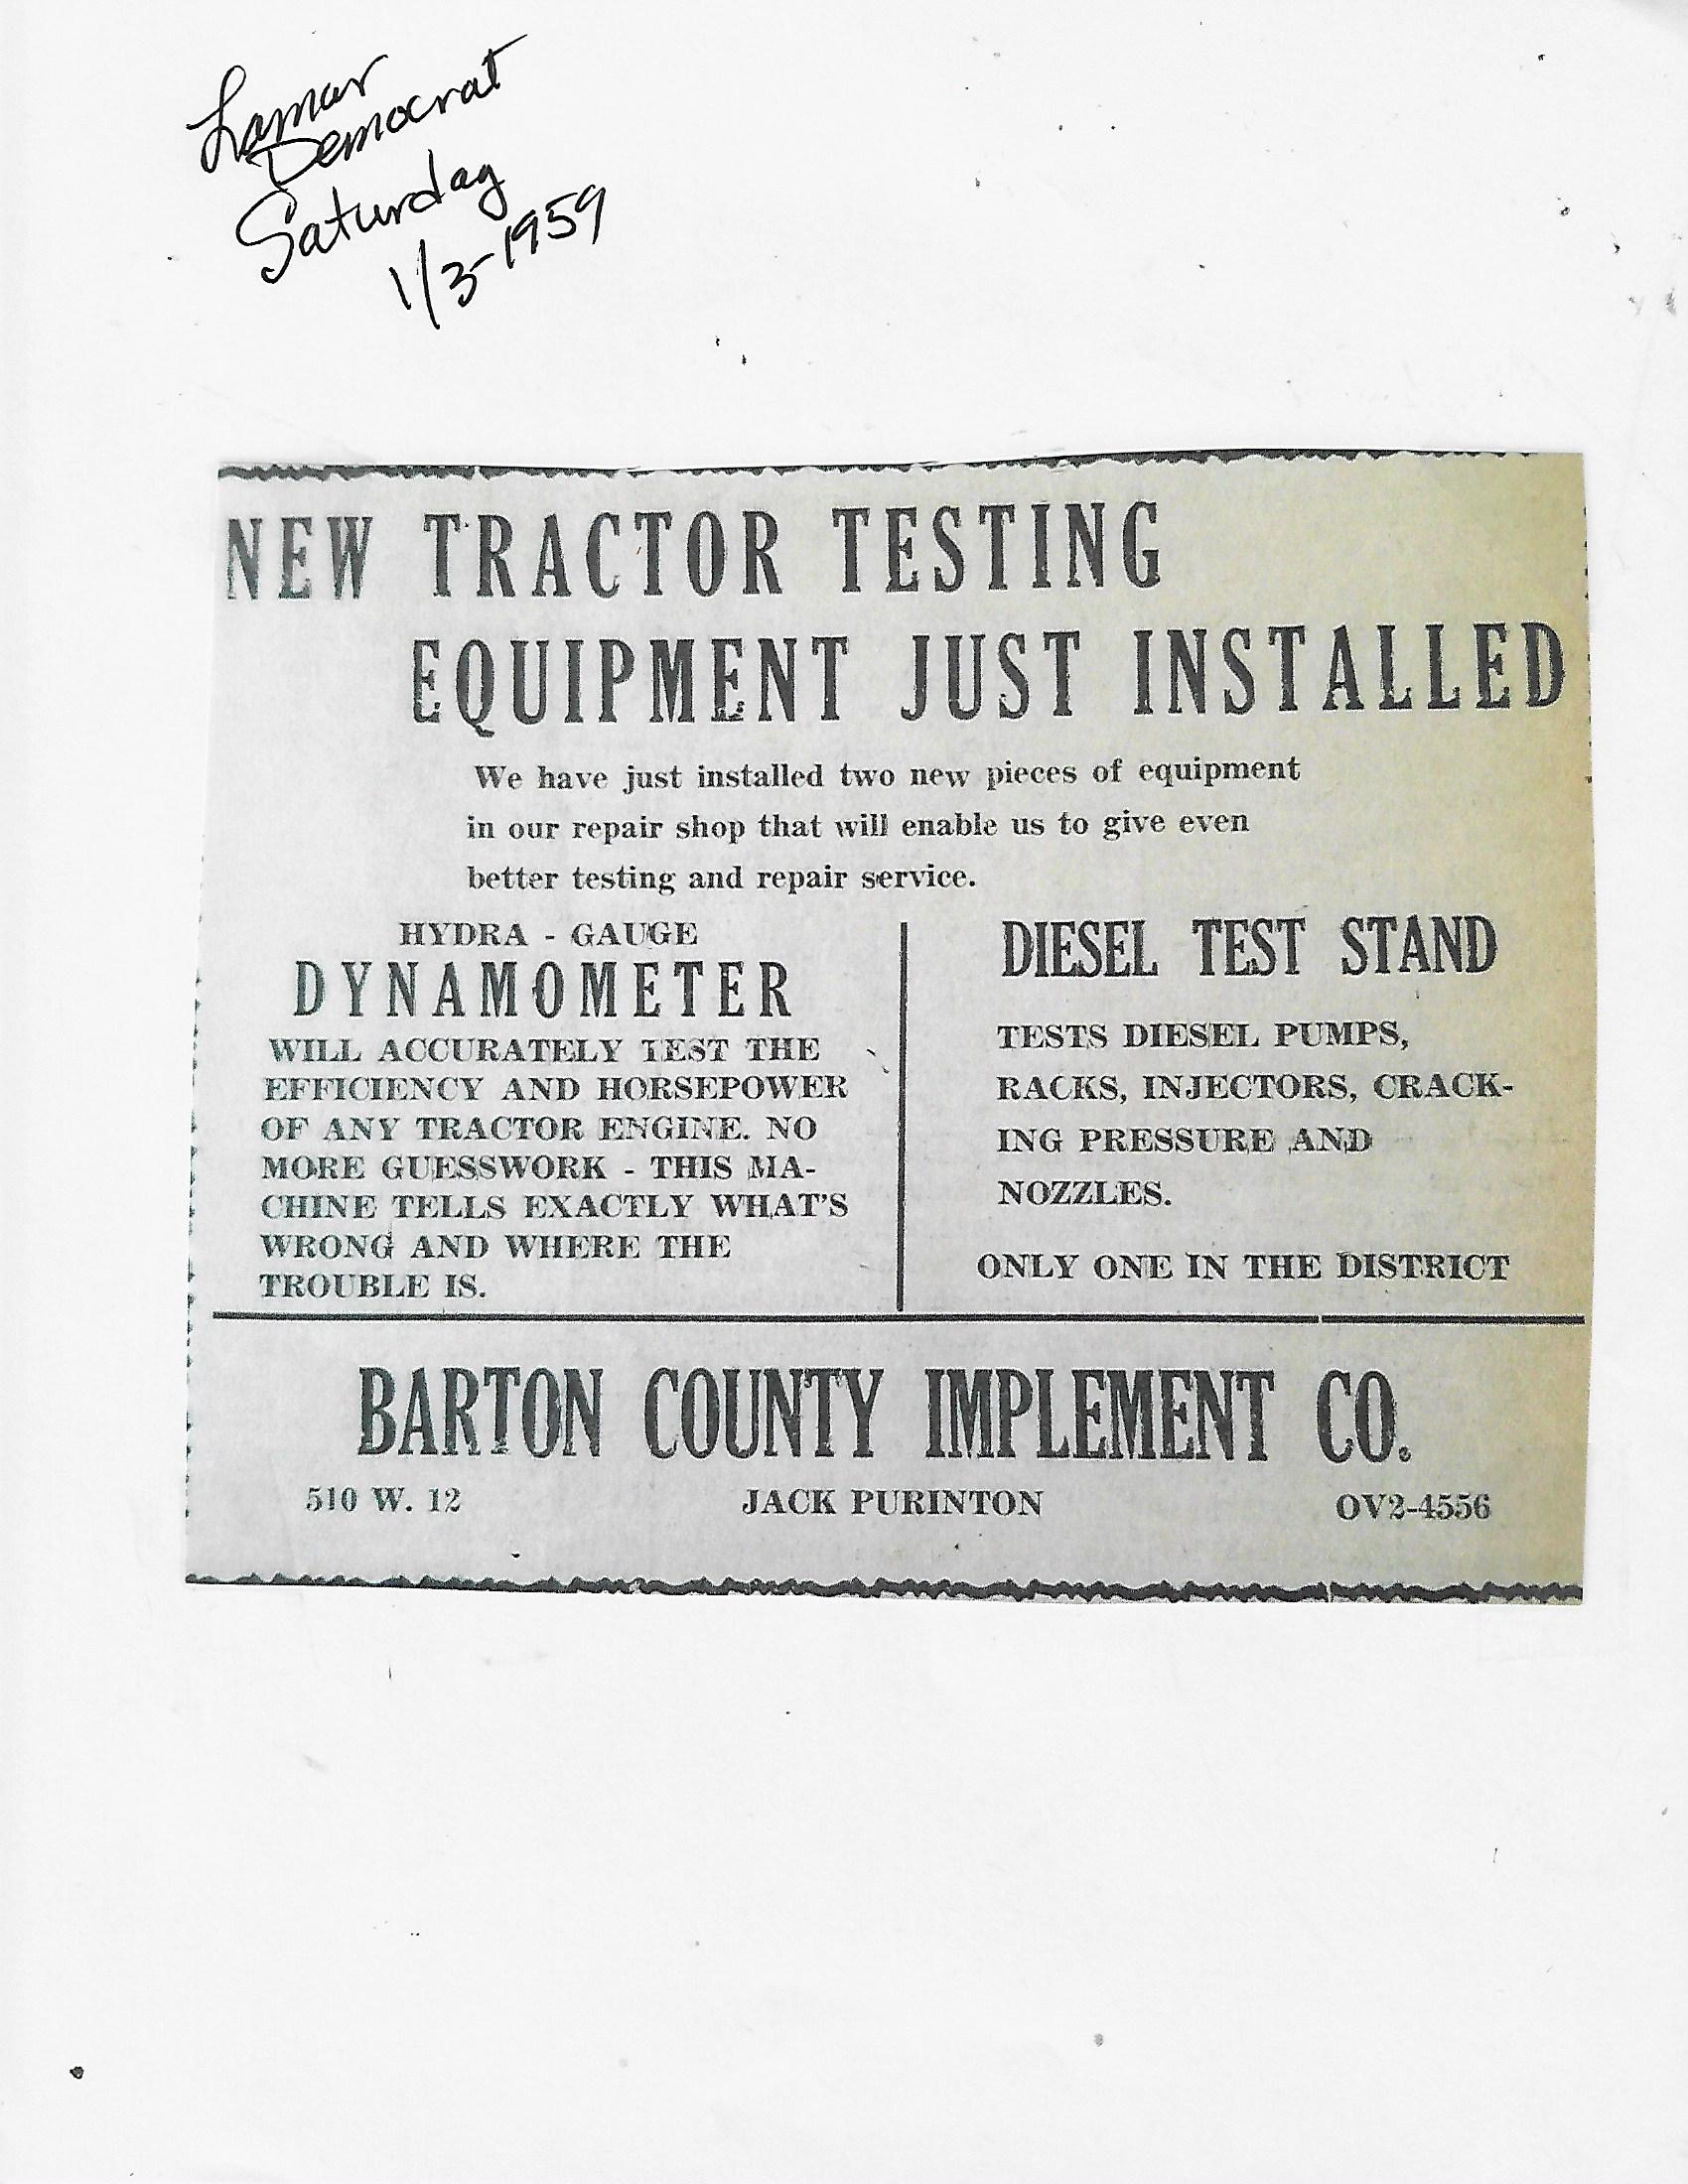 Lamar
Democrat
Saturday
1/3-1959
NEW TRACTOR TESTING
EQUIPMENT JUST INSTALLED
We have just installed two new pieces of equipment
in our repair shop that will enable us to give even
better testing and repair service.
HYDRA - GAUGE
DYNAMOMETER
WILL ACCURATELY TEST THE
EFFICIENCY AND HORSEPOWER
OF ANY TRACTOR ENGINE. NO
MORE GUESSWORK - THIS MA-
CHINE TELLS EXACTLY WHAT'S
WRONG AND WHERE THE
TROUBLE IS.
DIESEL TEST STAND
TESTS DIESEL PUMPS,
RACKS, INJECTORS, CRACK-
ING PRESSURE AND
NOZZLES.
ONLY ONE IN THE DISTRICT
BARTON COUNTY IMPLEMENT CO.
510 W. 12 JACK PURINTON OV2-4556